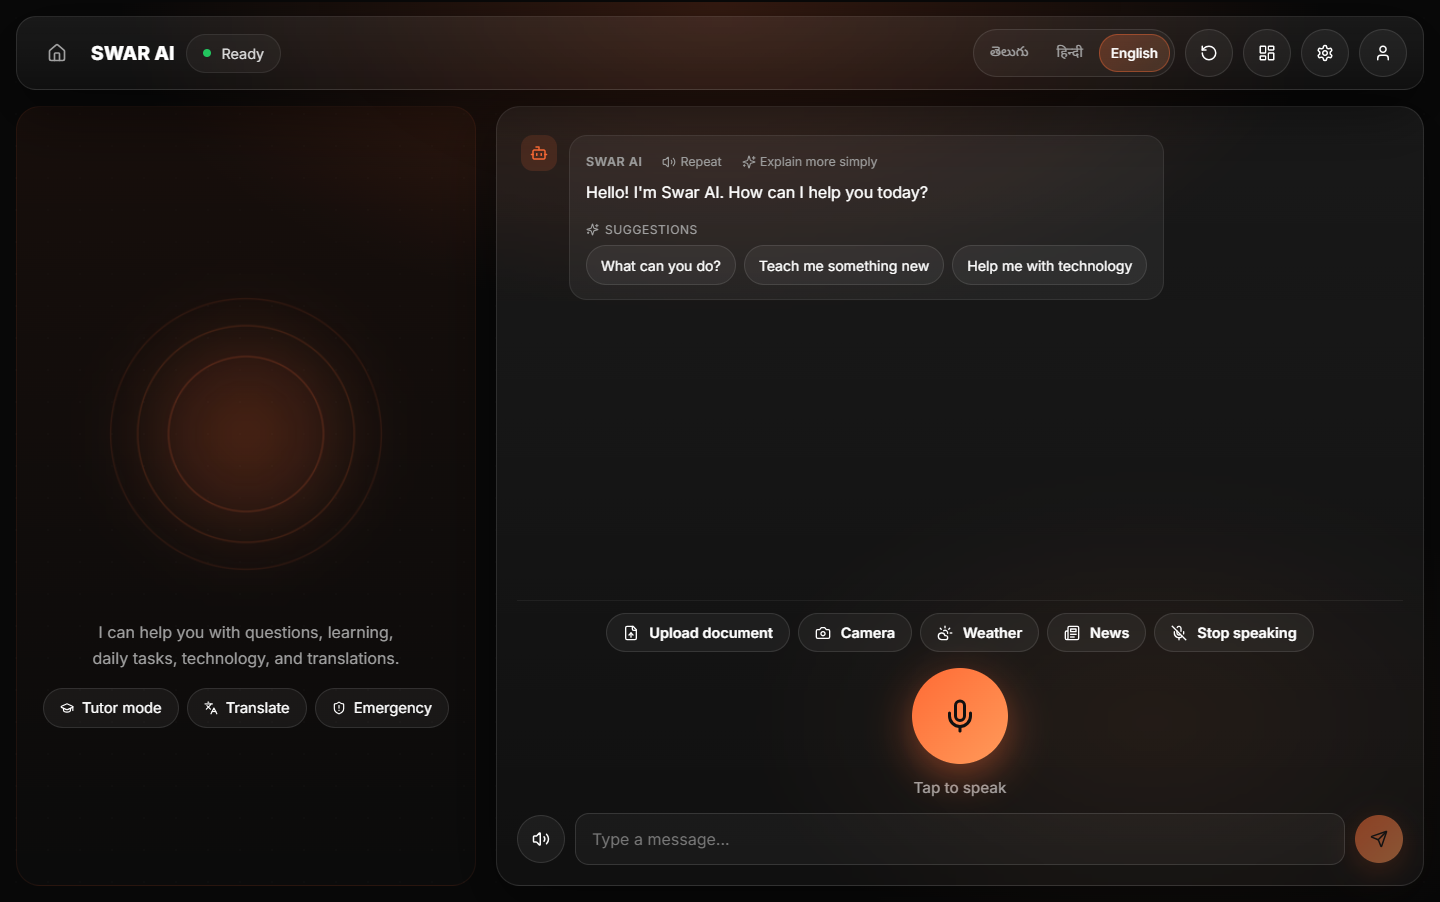 SWAR AI
Ready
తెలుగు
हिन्दी
English
SWAR AI Repeat Explain more simply
Hello! I'm Swar AI. How can I help you today?
SUGGESTIONS
What can you do? Teach me something new Help me with technology
I can help you with questions, learning,
daily tasks, technology, and translations.
Tutor mode Translate Emergency
Upload document Camera Weather News Stop speaking
Tap to speak
Type a message...